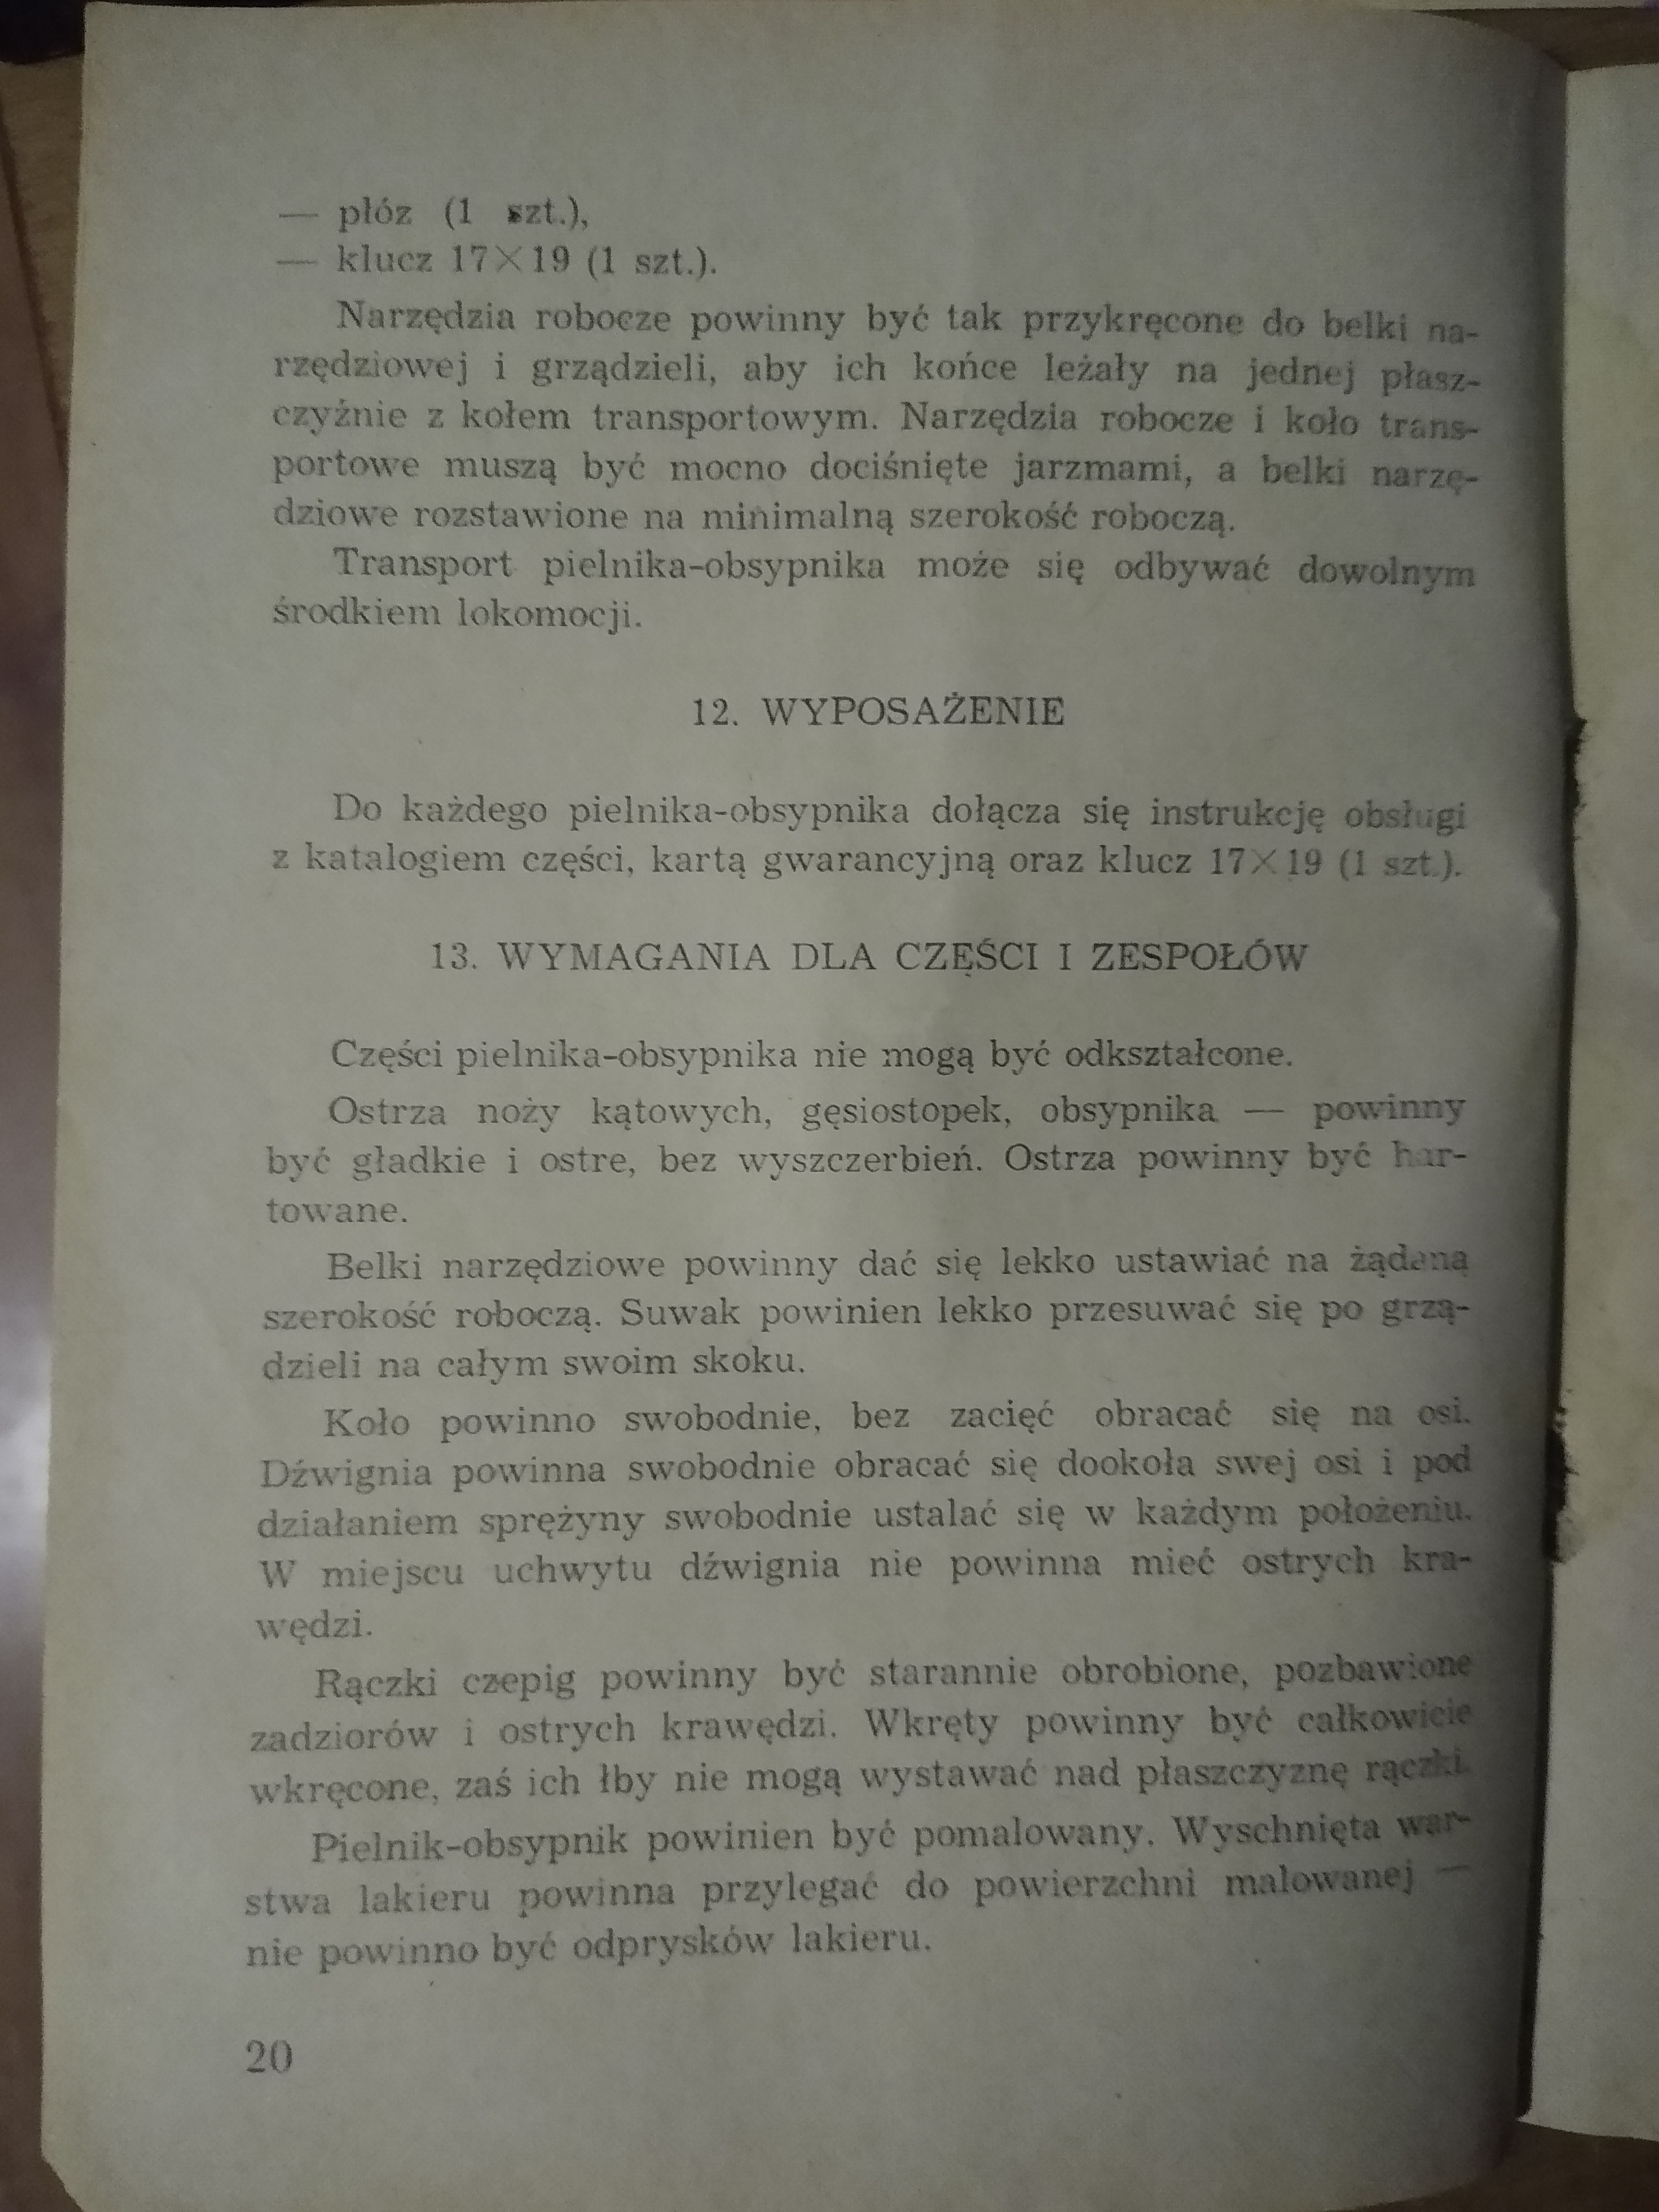 — płóz (1 szt.),
— klucz 17×19 (1 szt.).
Narzędzia robocze powinny być tak przykręcone do belki na-
rzędziowej i grządzieli, aby ich końce leżały na jednej płasz-
czyźnie z kołem transportowym. Narzędzia robocze i koło trans-
portowe muszą być mocno dociśnięte jarzmami, a belki narzę-
dziowe rozstawione na minimalną szerokość roboczą.
Transport pielnika-obsypnika może się odbywać dowolnym
środkiem lokomocji.
12. WYPOSAŻENIE
Do każdego pielnika-obsypnika dołącza się instrukcję obsługi
z katalogiem części, kartą gwarancyjną oraz klucz 17×19 (1 szt.).
13. WYMAGANIA DLA CZĘŚCI I ZESPOŁÓW
Części pielnika-obsypnika nie mogą być odkształcone.
Ostrza noży kątowych, gęsiostopek, obsypnika — powinny
być gładkie i ostre, bez wyszczerbień. Ostrza powinny być har-
towane.
Belki narzędziowe powinny dać się lekko ustawiać na żądaną
szerokość roboczą. Suwak powinien lekko przesuwać się po grzą-
dzieli na całym swoim skoku.
Koło powinno swobodnie, bez zacięć obracać się na osi.
Dźwignia powinna swobodnie obracać się dookoła swej osi i pod
działaniem sprężyny swobodnie ustalać się w każdym położeniu.
W miejscu uchwytu dźwignia nie powinna mieć ostrych kra-
wędzi.
Rączki czepig powinny być starannie obrobione, pozbawione
zadziorów i ostrych krawędzi. Wkręty powinny być całkowicie
wkręcone, zaś ich łby nie mogą wystawać nad płaszczyznę rączki.
Pielnik-obsypnik powinien być pomalowany. Wyschnięta war-
stwa lakieru powinna przylegać do powierzchni malowanej —
nie powinno być odprysków lakieru.
20